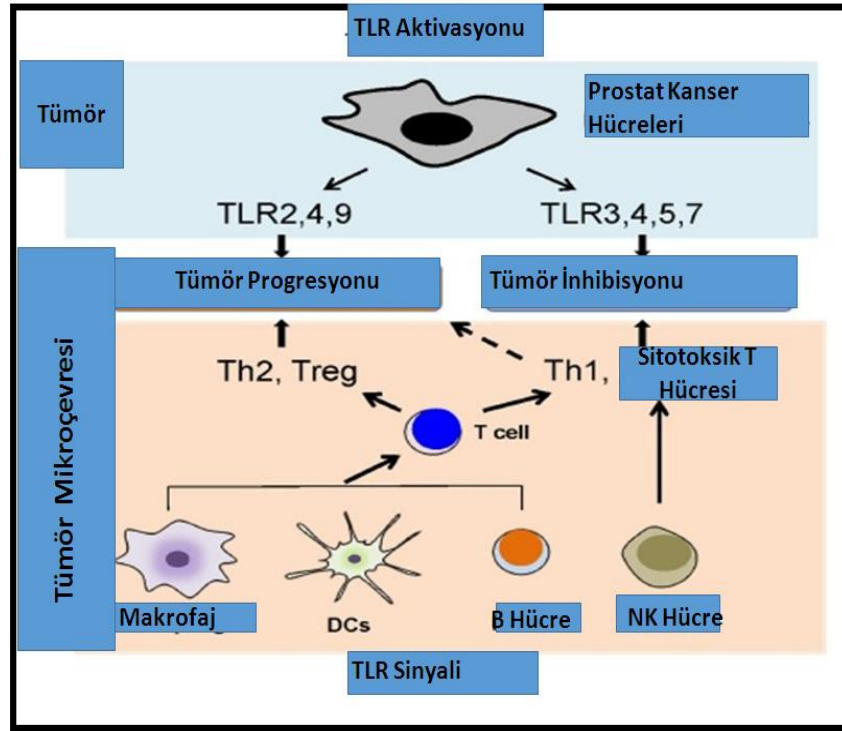 TLR Aktivasyonu
Tümör
Prostat Kanser
Hücreleri
TLR2,4,9
TLR3,4,5,7
Tümör Progresyonu
Tümör İnhibisyonu
Tümör Mikroçevresi
Th2, Treg
Th1,
Sitotoksik T
Hücresi
T cell
Makrofaj
DCs
B Hücre
NK Hücre
TLR Sinyali